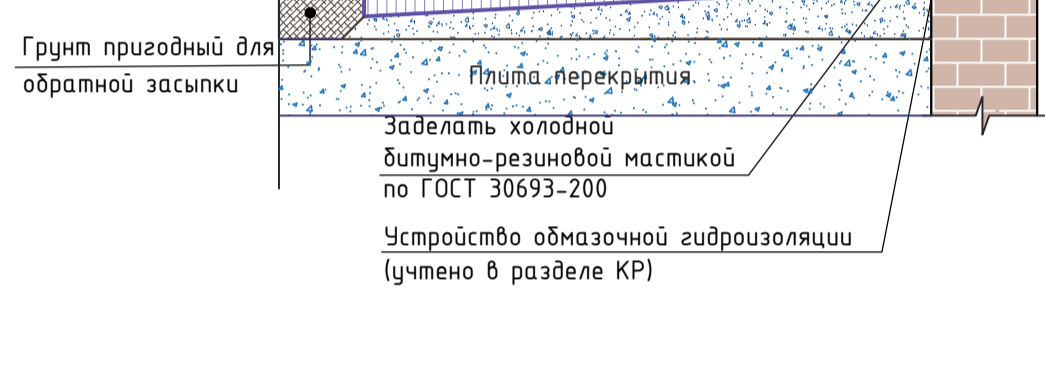 Грунт пригодный для
обратной засыпки
Плита перекрытия
Заделать холодной
битумно-резиновой мастикой
по ГОСТ 30693-200
Устройство обмазочной гидроизоляции
(учтено в разделе КР)